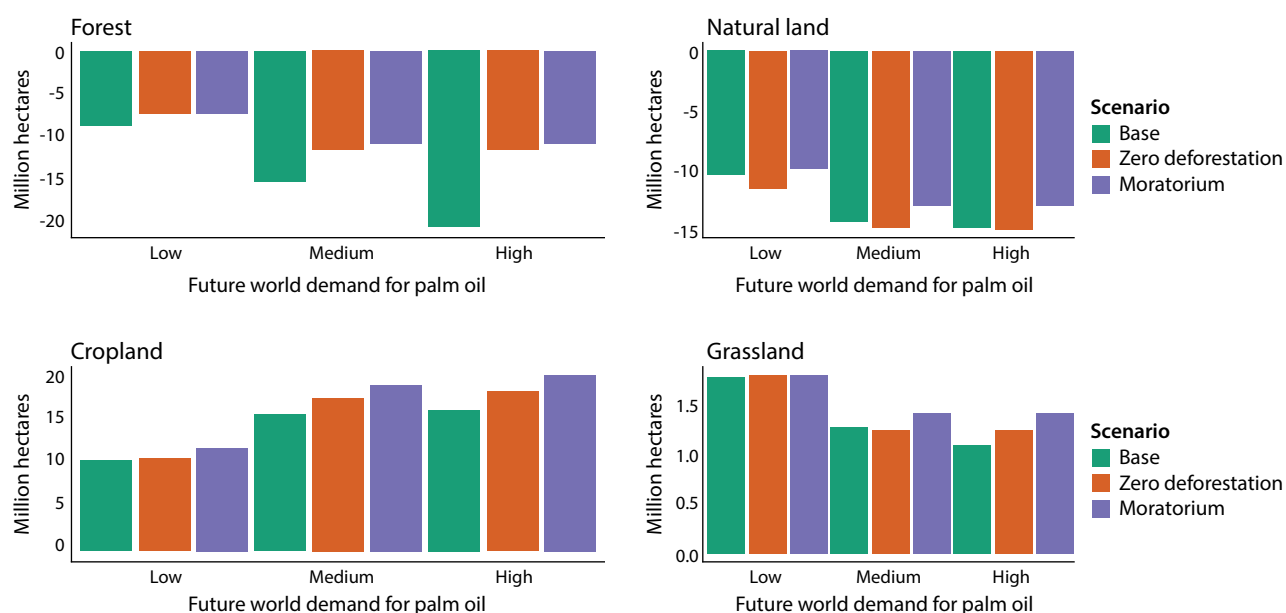 Forest
Million hectares
0
-5
-10
-15
-20
Low Medium High
Future world demand for palm oil
Natural land
Million hectares
0
-5
-10
-15
Low Medium High
Future world demand for palm oil
Scenario
Base
Zero deforestation
Moratorium
Cropland
Million hectares
20
15
10
5
0
Low Medium High
Future world demand for palm oil
Grassland
Million hectares
1.5
1.0
0.5
0.0
Low Medium High
Future world demand for palm oil
Scenario
Base
Zero deforestation
Moratorium